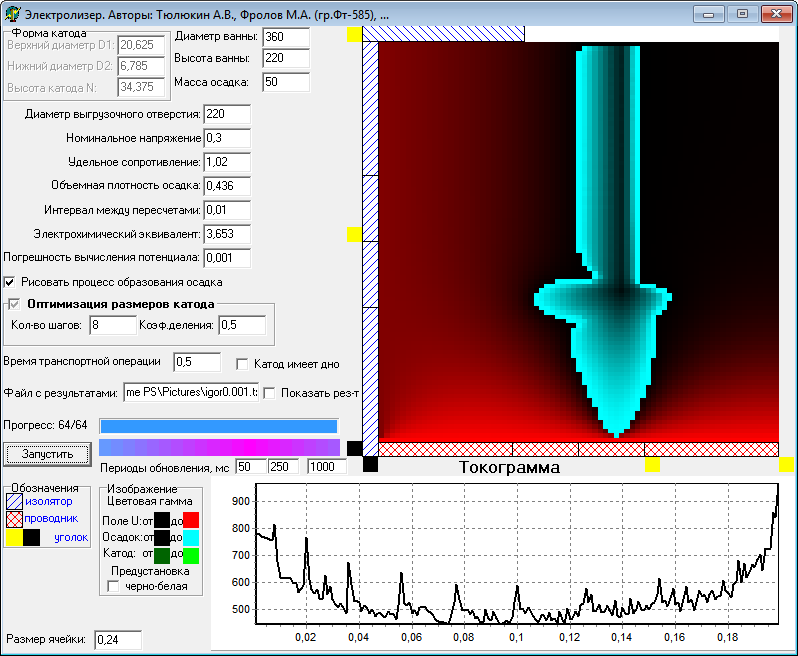 Электролизер. Авторы: Тюлюкин А.В., Фролов М.А. (гр.Фт-585), ...
Форма катода
Верхний диаметр D1: 20,625
Нижний диаметр D2: 6,785
Высота катода N: 34,375
Диаметр ванны: 360
Высота ванны: 220
Масса осадка: 50
Диаметр выгрузочного отверстия: 220
Номинальное напряжение 0,3
Удельное сопротивление: 1,02
Объемная плотность осадка: 0,436
Интервал между пересчетами: 0,01
Электрохимический эквивалент: 3,653
Погрешность вычисления потенциала: 0,001
Рисовать процесс образования осадка
Оптимизация размеров катода
Кол-во шагов: 8 Коэф.деления: 0,5
Время транспортной операции 0,5 Катод имеет дно
Файл с результатами: me PS\Pictures\igor0.001.t: Показать рез-т
Прогресс: 64/64
Запустить
Периоды обновления, мс 50 250 1000
Обозначения
изолятор
проводник
уголок
Изображение
Цветовая гамма
Поле U: от до
Осадок: от до
Катод: от до
Предустановка
черно-белая
Размер ячейки: 0,24
Токограмма
900
800
700
600
500
0,02 0,04 0,06 0,08 0,1 0,12 0,14 0,16 0,18